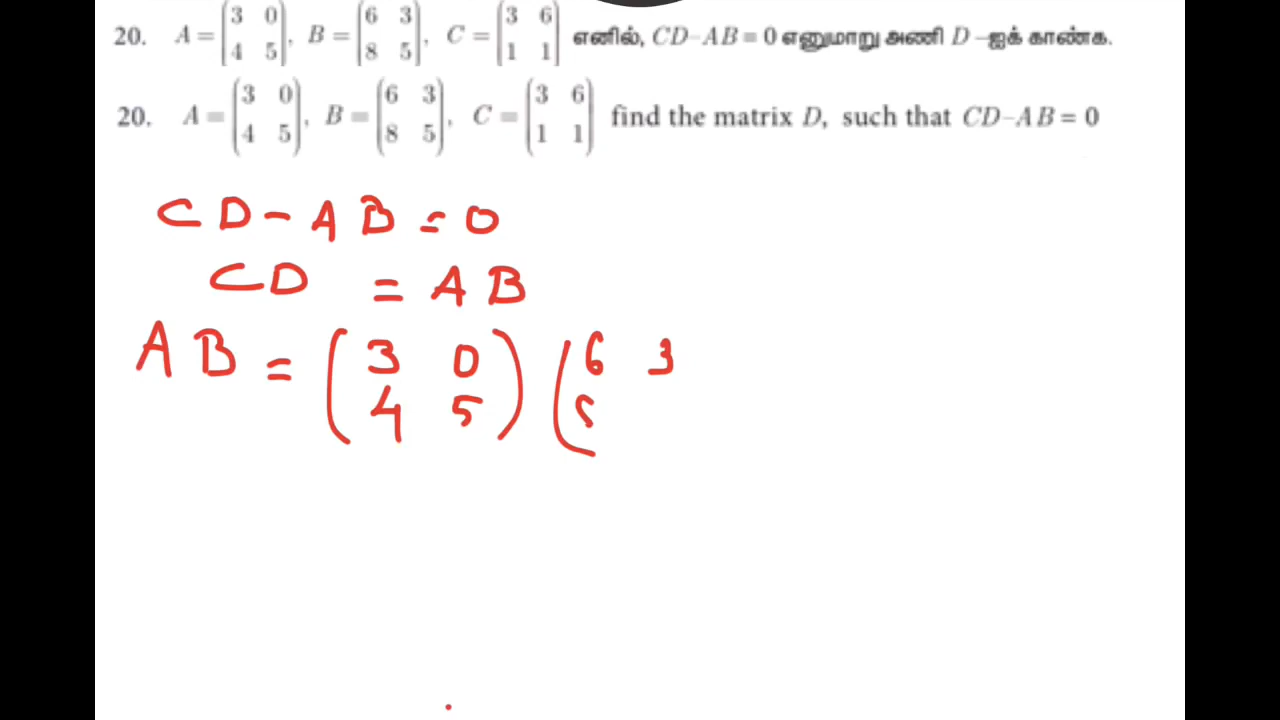 20. A = (3 0 4 5), B = (6 3 8 5), C = (3 6 1 1) எனில், CD–AB = 0 எனுமாறு அணி D –ஐக் காண்க.
20. A = (3 0 4 5), B = (6 3 8 5), C = (3 6 1 1) find the matrix D, such that CD–AB = 0
CD - AB = 0
CD = AB
AB = (3 0 4 5) (6 3